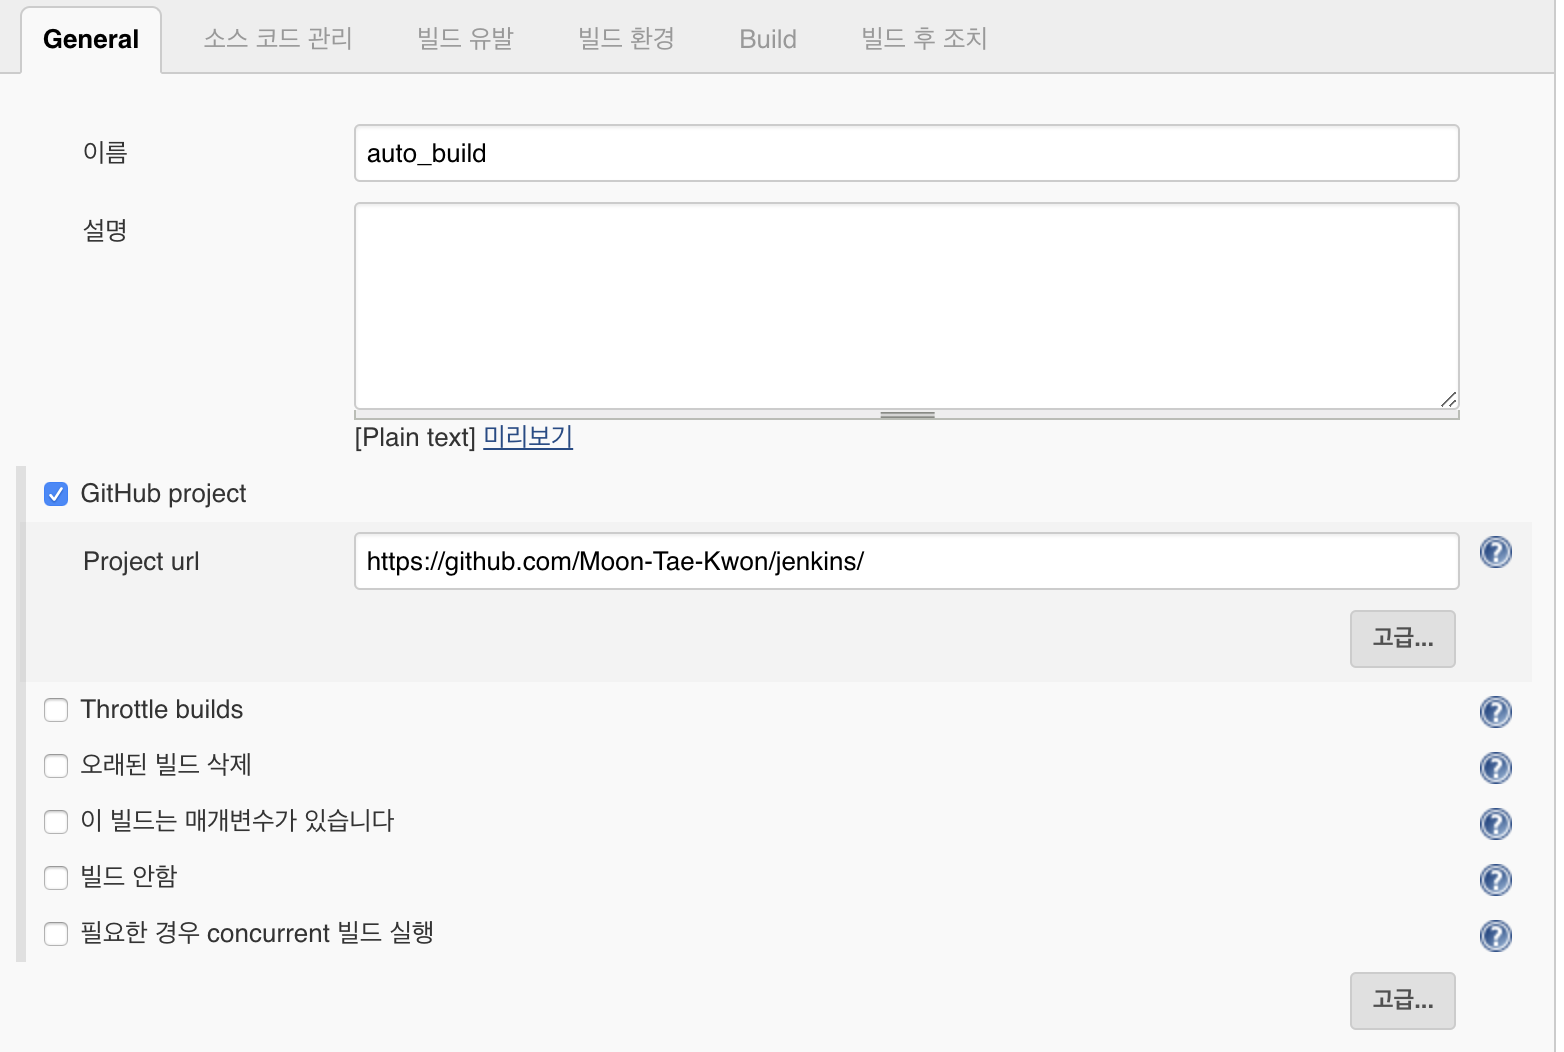 General 소스 코드 관리 빌드 유발 빌드 환경 Build 빌드 후 조치
이름 auto_build
설명
[Plain text] 미리보기
GitHub project
Project url https://github.com/Moon-Tae-Kwon/jenkins/
고급...
Throttle builds
오래된 빌드 삭제
이 빌드는 매개변수가 있습니다
빌드 안함
필요한 경우 concurrent 빌드 실행
고급...